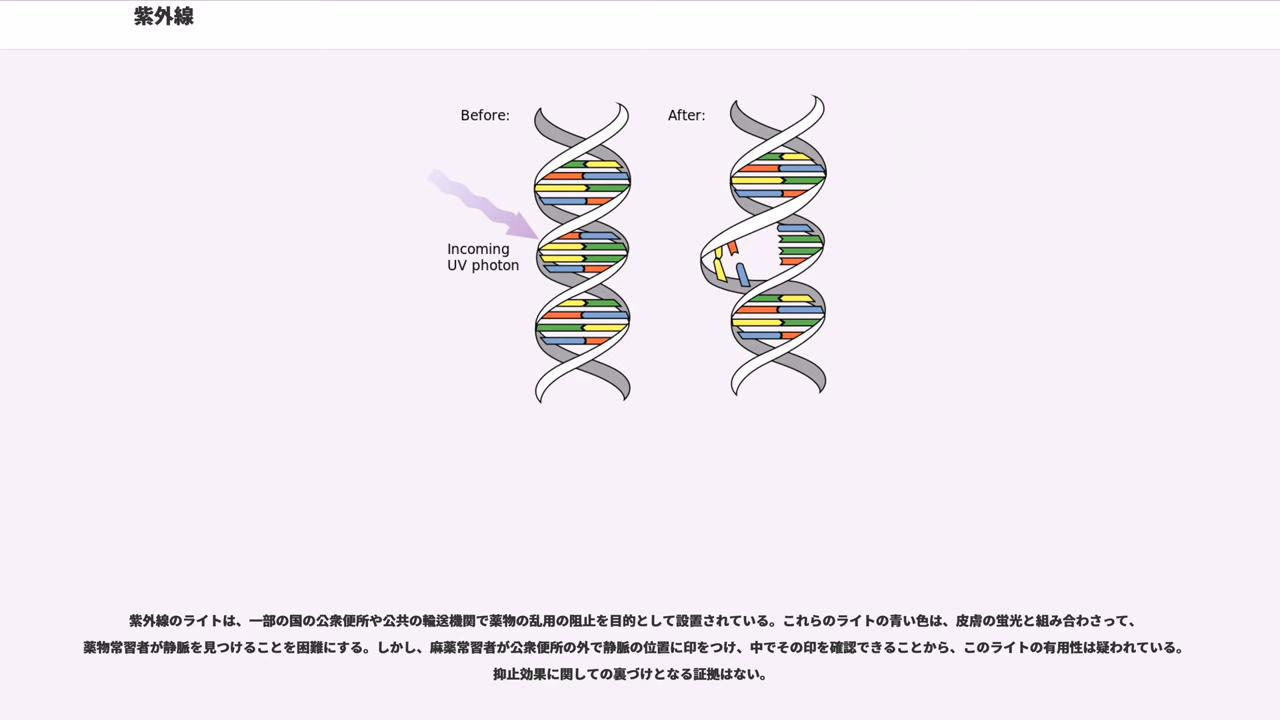 紫外線
Before:
After:
Incoming
UV photon
紫外線のライトは、一部の国の公衆便所や公共の輸送機関で薬物の乱用の阻止を目的として設置されている。これらのライトの青い色は、皮膚の蛍光と組み合わさって、
薬物常習者が静脈を見つけることを困難にする。しかし、麻薬常習者が公衆便所の外で静脈の位置に印をつけ、中でその印を確認できることから、このライトの有用性は疑われている。
抑止効果に関しての裏づけとなる証拠はない。